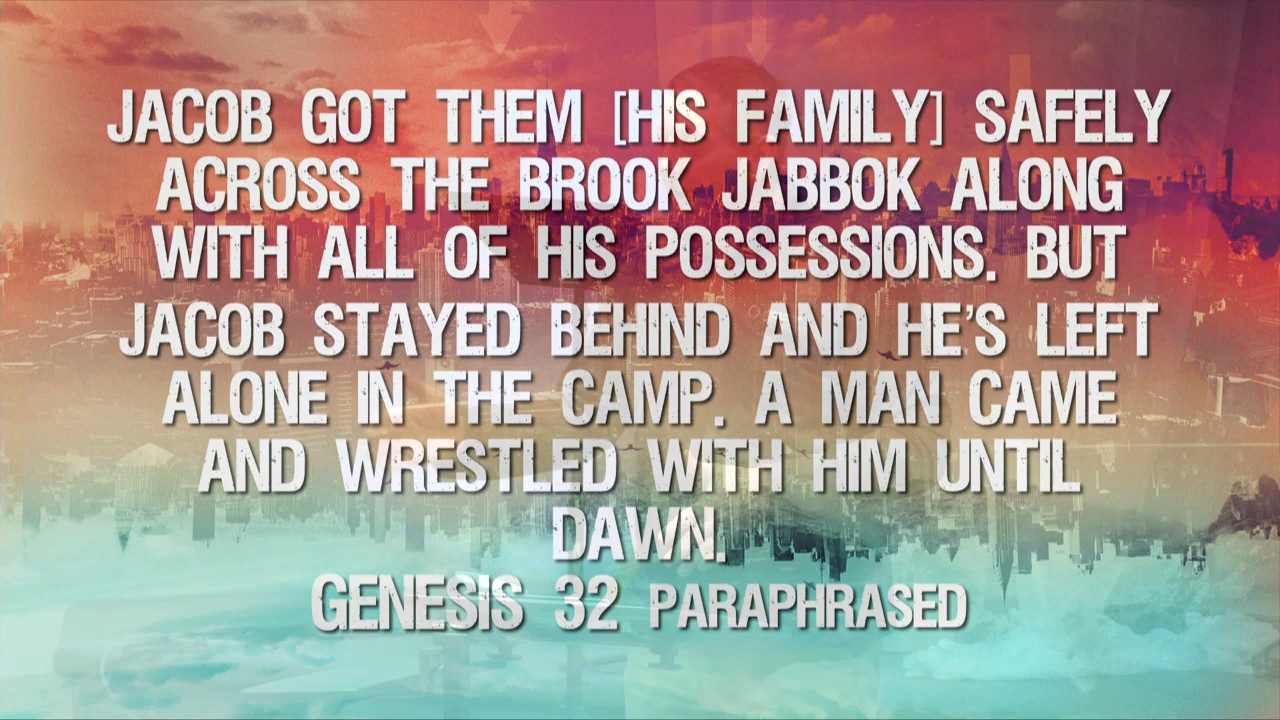 JACOB GOT THEM [HIS FAMILY] SAFELY
ACROSS THE BROOK JABBOK ALONG
WITH ALL OF HIS POSSESSIONS. BUT
JACOB STAYED BEHIND AND HE'S LEFT
ALONE IN THE CAMP. A MAN CAME
AND WRESTLED WITH HIM UNTIL
DAWN.
GENESIS 32 PARAPHRASED